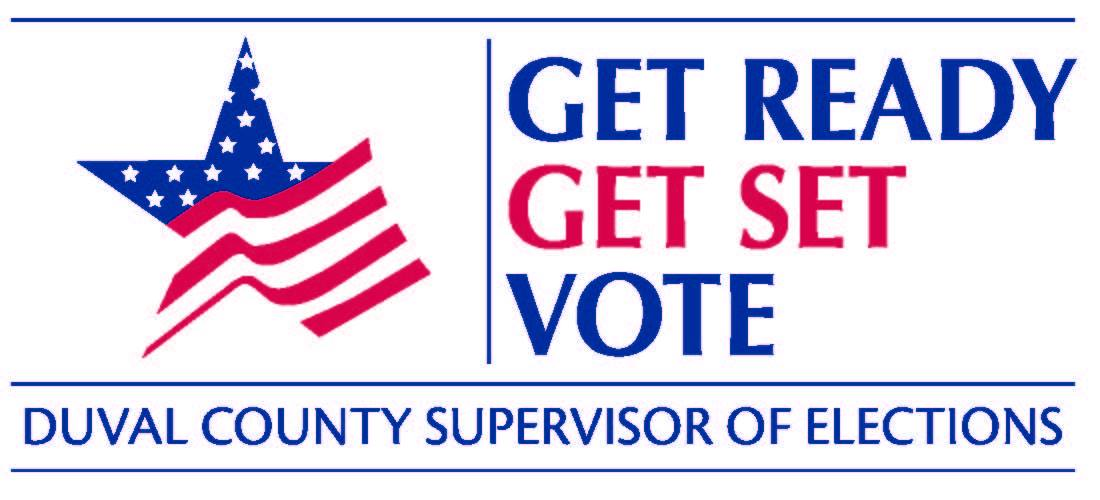 GET READY
GET SET
VOTE
DUVAL COUNTY SUPERVISOR OF ELECTIONS